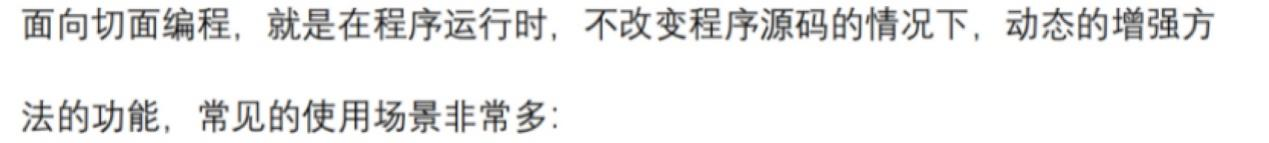 面向切面编程，就是在程序运行时，不改变程序源码的情况下，动态的增强方
法的功能，常见的使用场景非常多：